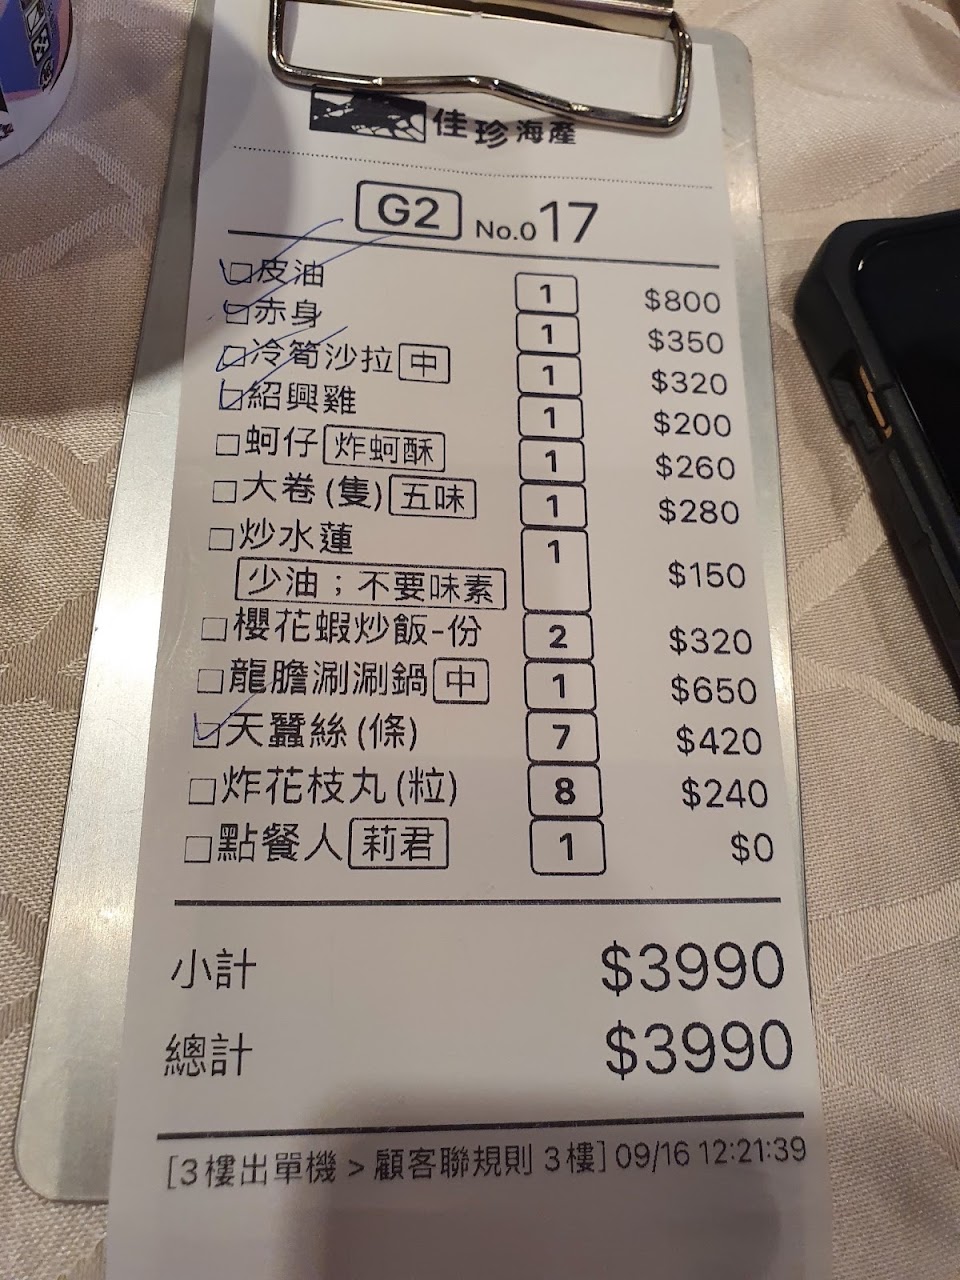 佳珍海產
G2 No.017
□皮油 1 $800
□赤身 1 $350
□冷筍沙拉 中 1 $320
□紹興雞 1 $200
□蚵仔 炸蚵酥 1 $260
□大卷(隻) 五味 1 $280
□炒水蓮 1 $150
少油；不要味素
□櫻花蝦炒飯-份 2 $320
□龍膽涮涮鍋 中 1 $650
□天蠶絲(條) 7 $420
□炸花枝丸(粒) 8 $240
□點餐人 莉君 1 $0
小計 $3990
總計 $3990
[3樓出單機 > 顧客聯規則 3樓] 09/16 12:21:39